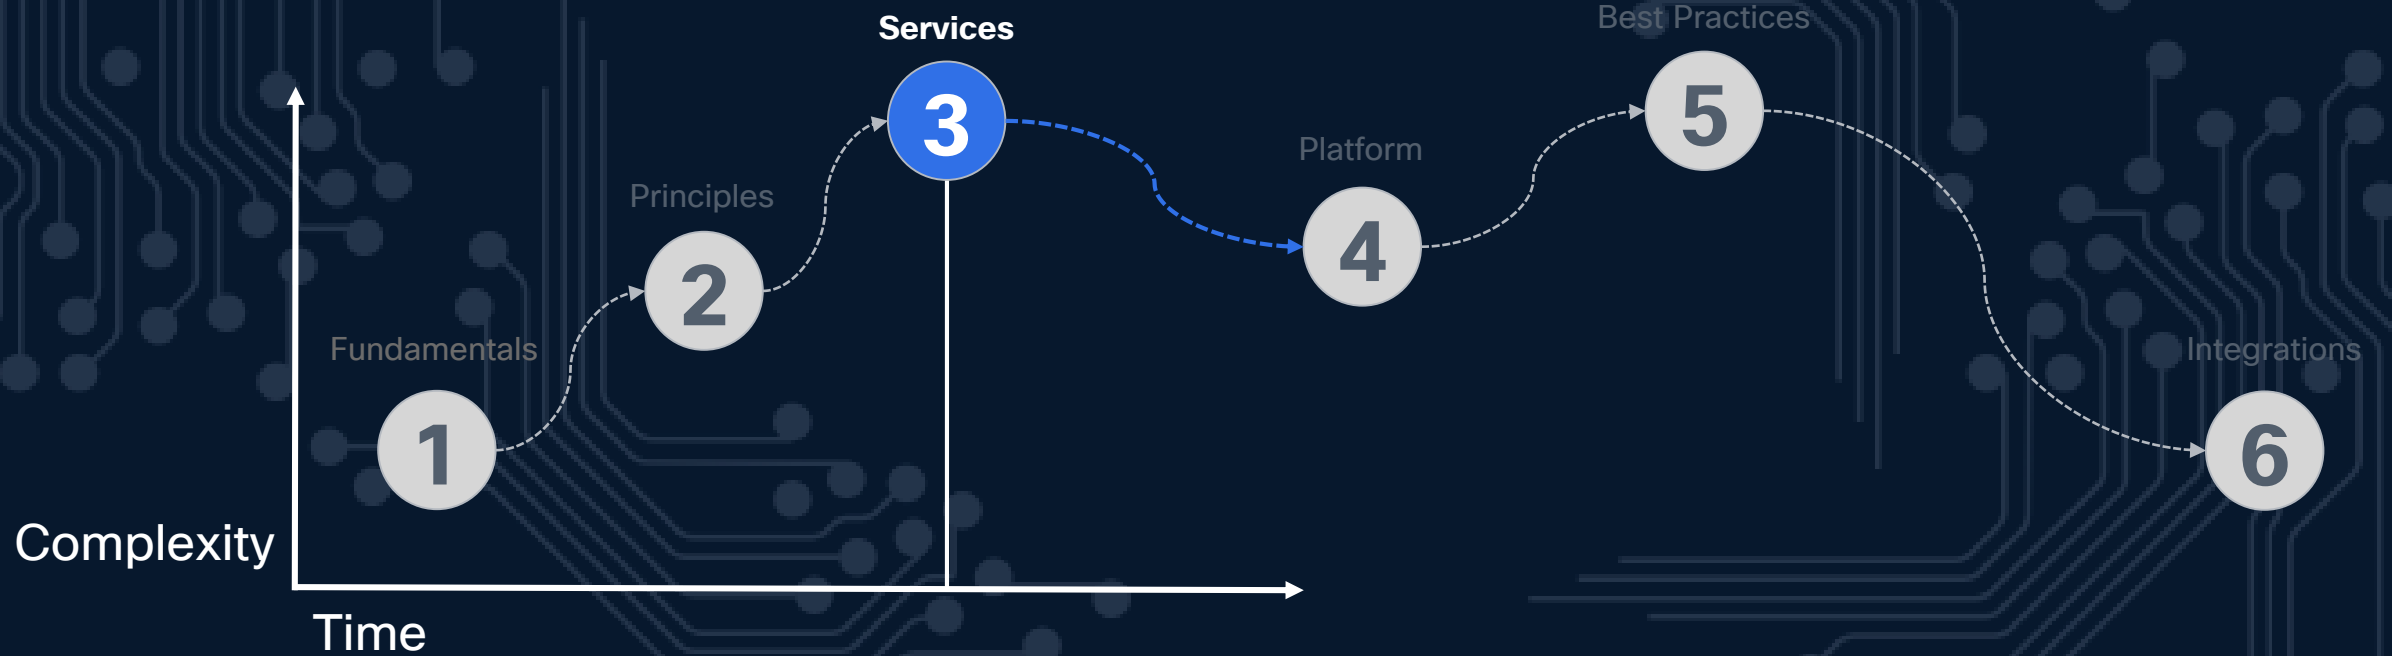 Services
3
Best Practices
5
Platform
4
Principles
2
Fundamentals
1
Integrations
6
Complexity
Time